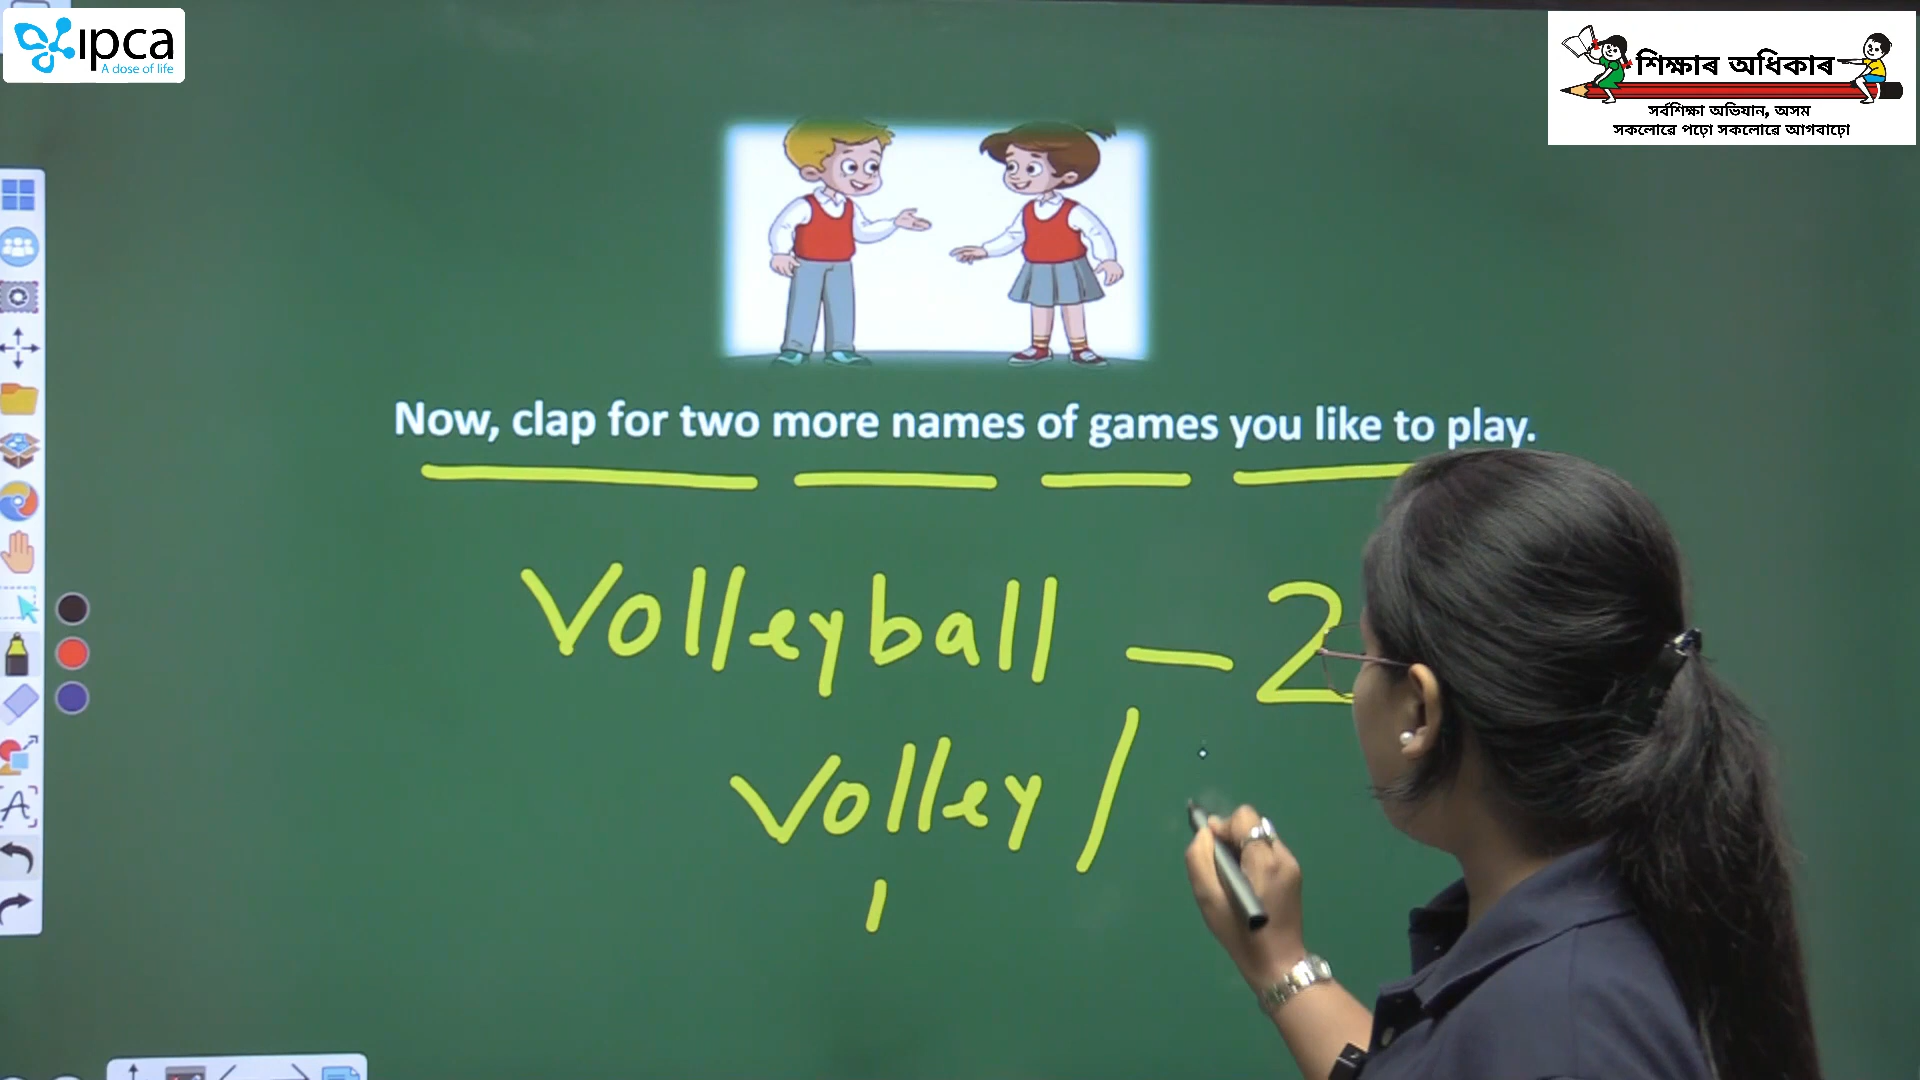 ipca
A dose of life
শিক্ষাৰ অধিকাৰ
সৰ্বশিক্ষা অভিযান, অসম
সকলোৱে পঢ়ো সকলোৱে আগবাঢ়ো
Now, clap for two more names of games you like to play.
Volleyball – 2
Volley /
1
A